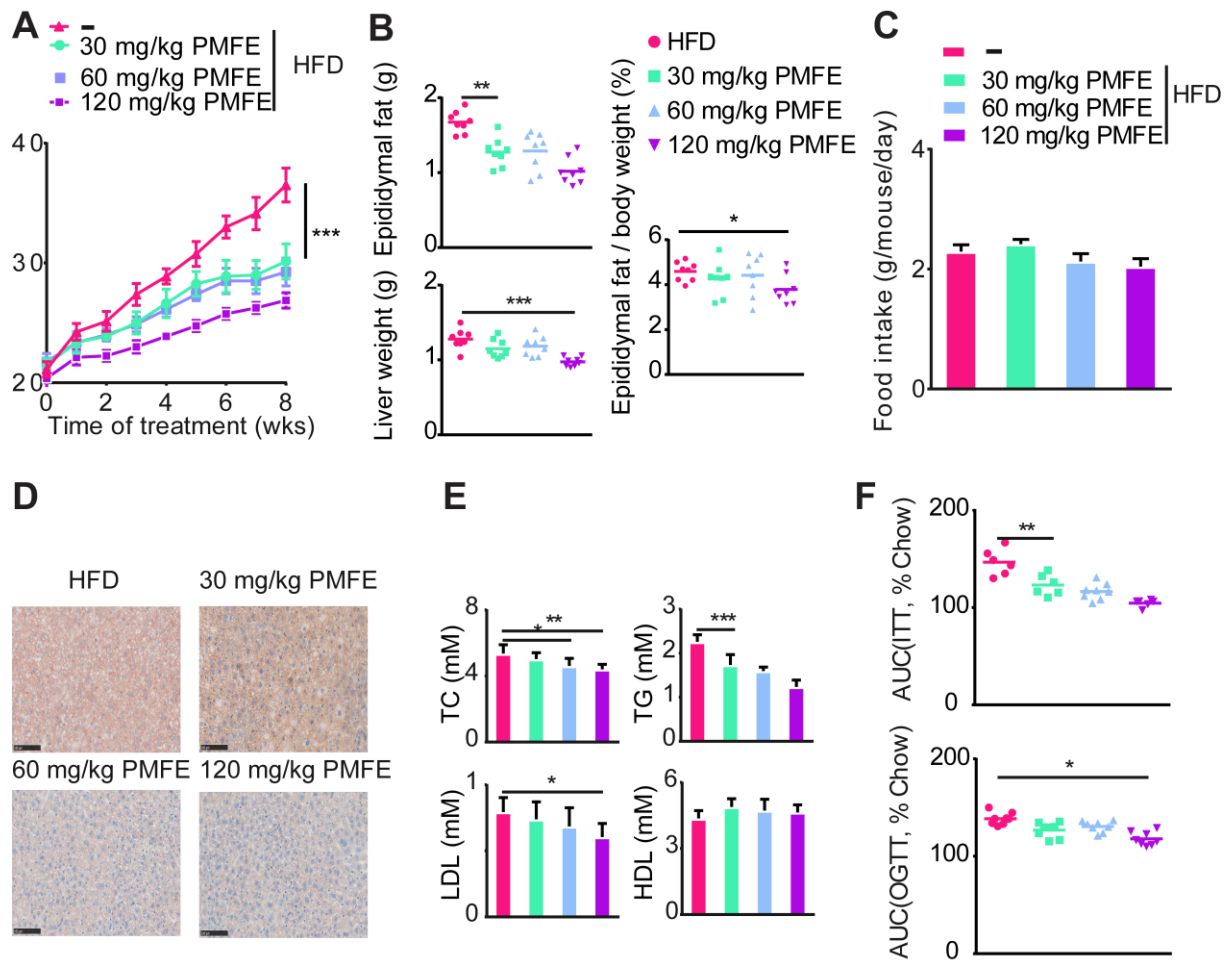 A
–
30 mg/kg PMFE
60 mg/kg PMFE
120 mg/kg PMFE
HFD
40
30
20
0
2
4
6
8
***
Time of treatment (wks)
B
HFD
30 mg/kg PMFE
60 mg/kg PMFE
120 mg/kg PMFE
Epididymal fat (g)
2
1
0
**
Liver weight (g)
2
1
0
***
Epididymal fat / body weight (%)
6
4
2
0
*
C
–
30 mg/kg PMFE
60 mg/kg PMFE
120 mg/kg PMFE
HFD
Food intake (g/mouse/day)
4
2
0
D
HFD
30 mg/kg PMFE
60 mg/kg PMFE
120 mg/kg PMFE
E
TC (mM)
8
4
0
**
*
TG (mM)
3
2
1
0
***
LDL (mM)
1
0
*
HDL (mM)
6
3
0
F
AUC(ITT, % Chow)
200
100
0
**
AUC(OGTT, % Chow)
200
100
0
*